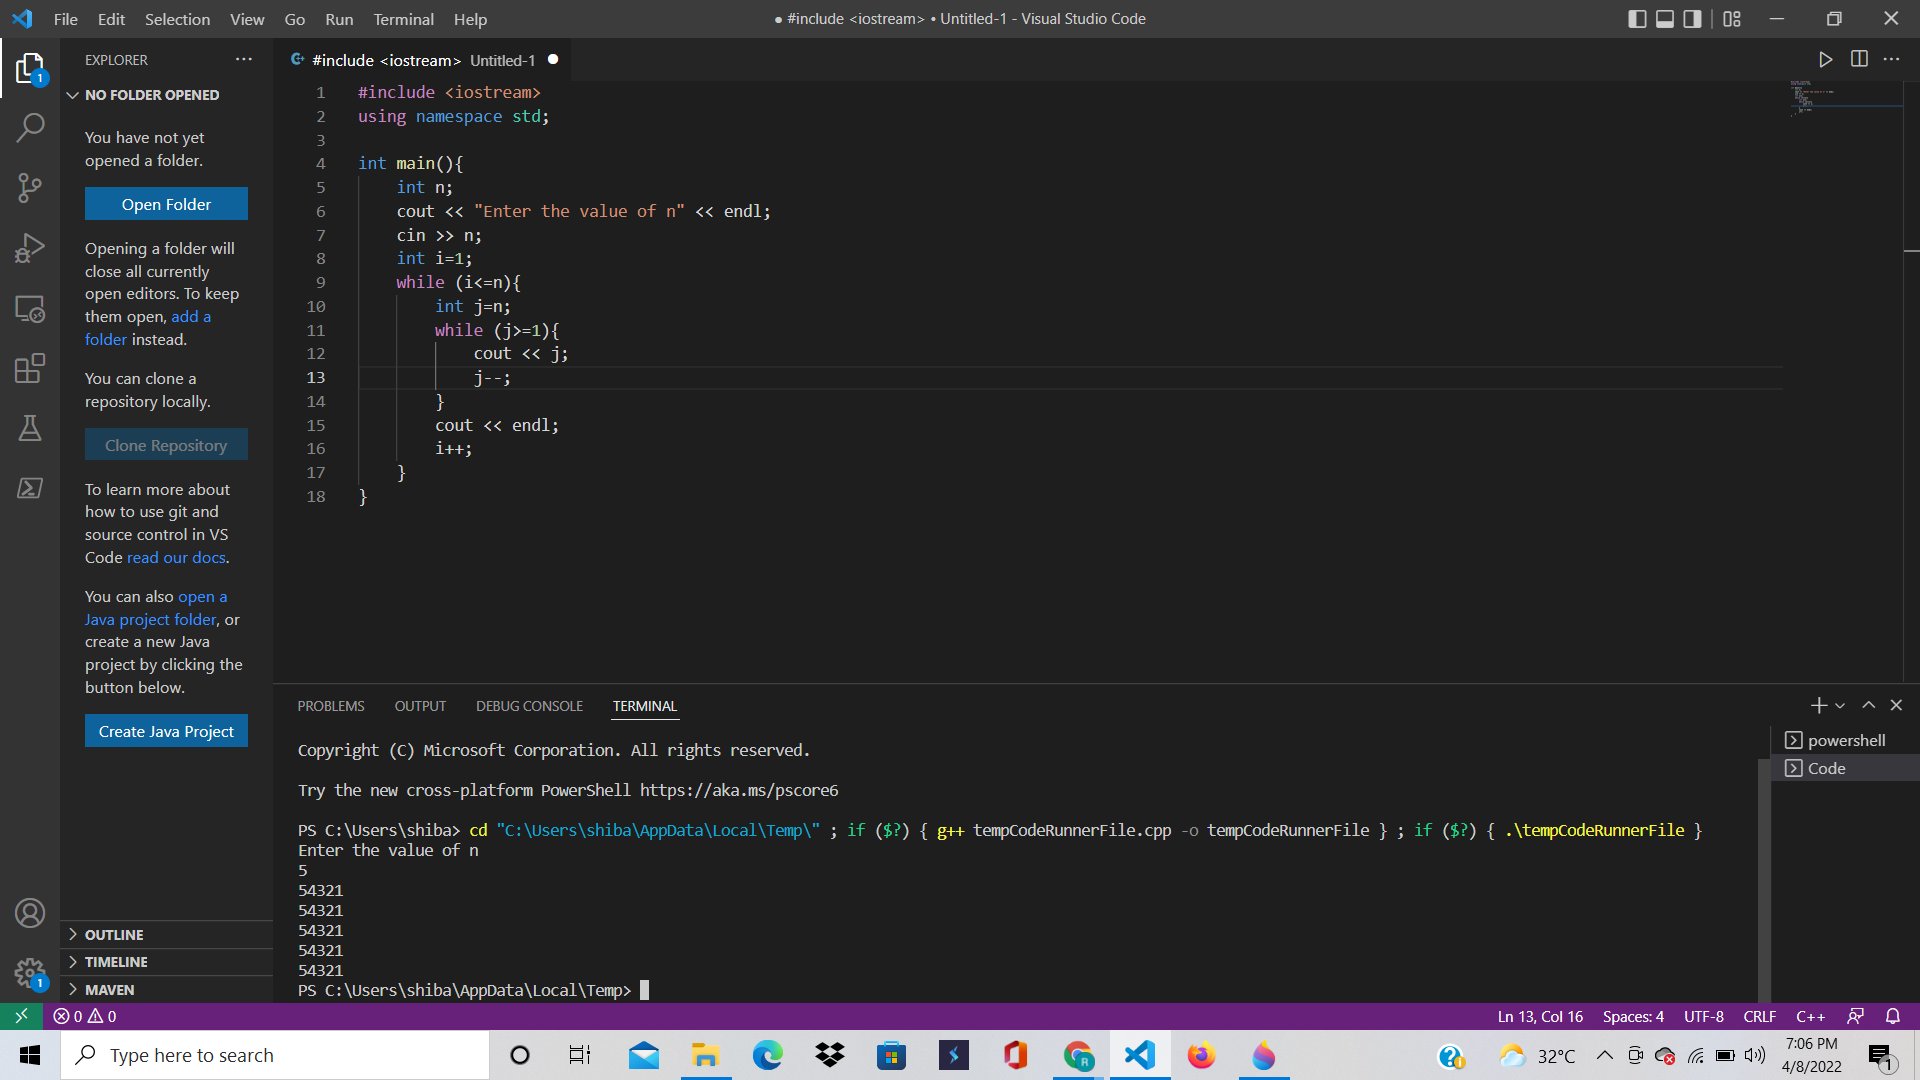 File Edit Selection View Go Run Terminal Help
● #include <iostream> • Untitled-1 - Visual Studio Code
EXPLORER
NO FOLDER OPENED
You have not yet
opened a folder.
Open Folder
Opening a folder will
close all currently
open editors. To keep
them open, add a
folder instead.
You can clone a
repository locally.
Clone Repository
To learn more about
how to use git and
source control in VS
Code read our docs.
You can also open a
Java project folder, or
create a new Java
project by clicking the
button below.
Create Java Project
OUTLINE
TIMELINE
MAVEN
1
1
#include <iostream> Untitled-1
1 #include <iostream>
2 using namespace std;
3
4 int main(){
5     int n;
6     cout << "Enter the value of n" << endl;
7     cin >> n;
8     int i=1;
9     while (i<=n){
10         int j=n;
11         while (j>=1){
12             cout << j;
13             j--;
14         }
15         cout << endl;
16         i++;
17     }
18 }
PROBLEMS OUTPUT DEBUG CONSOLE TERMINAL
Copyright (C) Microsoft Corporation. All rights reserved.
Try the new cross-platform PowerShell https://aka.ms/pscore6
PS C:\Users\shiba> cd "C:\Users\shiba\AppData\Local\Temp\" ; if ($?) { g++ tempCodeRunnerFile.cpp -o tempCodeRunnerFile } ; if ($?) { .\tempCodeRunnerFile }
Enter the value of n
5
54321
54321
54321
54321
54321
PS C:\Users\shiba\AppData\Local\Temp>
powershell
Code
0 0
Ln 13, Col 16 Spaces: 4 UTF-8 CRLF C++
Type here to search
32°C
7:06 PM
4/8/2022
1